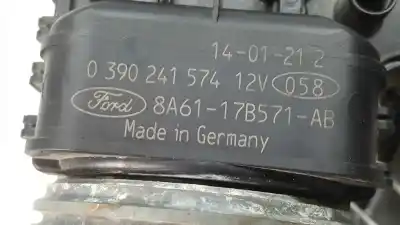 14-01-21 2
0 390 241 574 12V 058
Ford 8A61-17B571-AB
Made in Germany